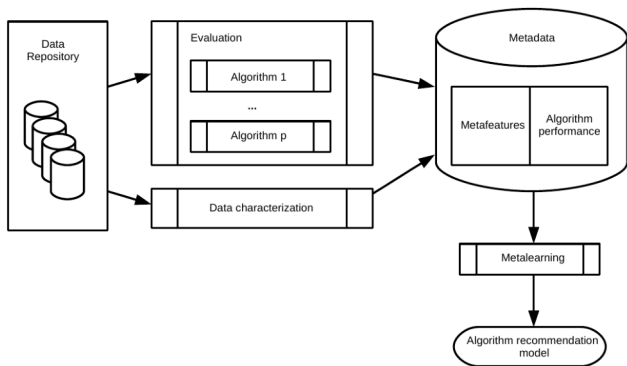 Data
Repository
Evaluation
Algorithm 1
...
Algorithm p
Data characterization
Metadata
Metafeatures
Algorithm
performance
Metalearning
Algorithm recommendation
model